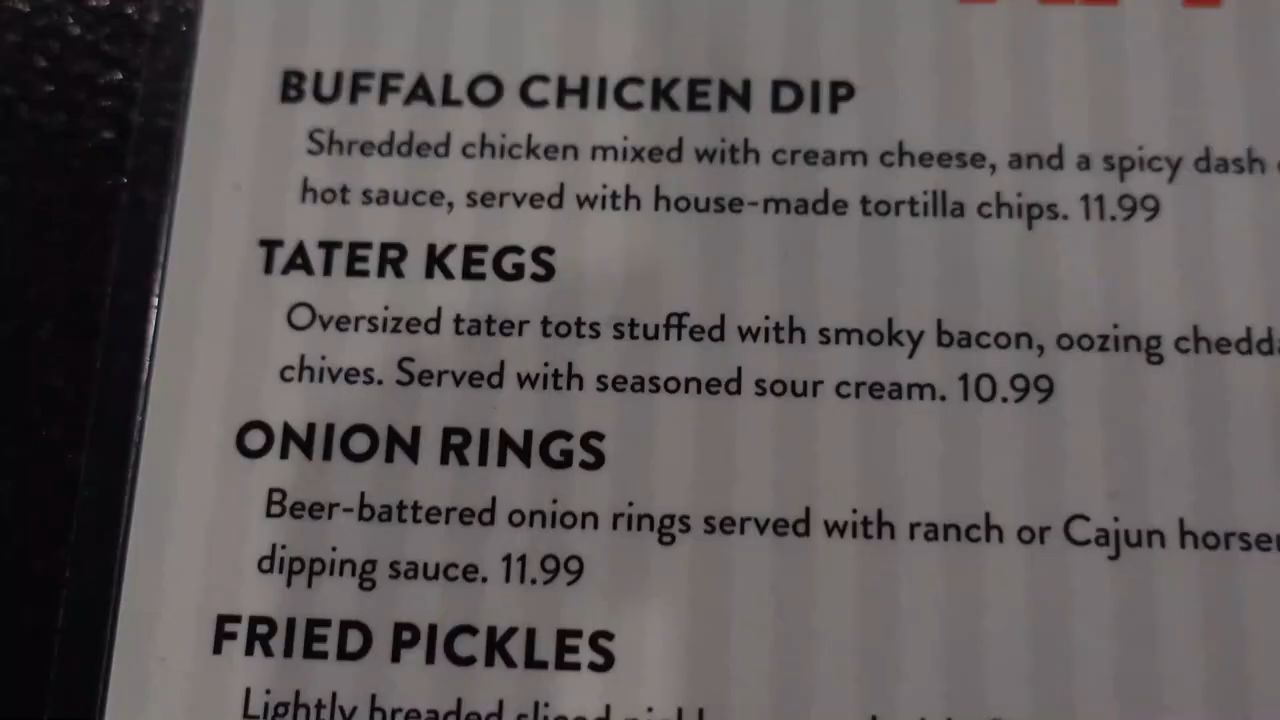 BUFFALO CHICKEN DIP
Shredded chicken mixed with cream cheese, and a spicy dash
hot sauce, served with house-made tortilla chips. 11.99
TATER KEGS
Oversized tater tots stuffed with smoky bacon, oozing
chives. Served with seasoned sour cream. 10.99
ONION RINGS
Beer-battered onion rings served with ranch or Cajun
dipping sauce. 11.99
FRIED PICKLES
Lightly breaded sliced